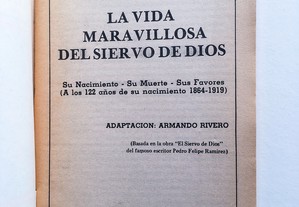 LA VIDA
MARAVILLOSA
DEL SIERVO DE DIOS
Su Nacimiento - Su Muerte - Sus Favores
(A los 122 años de su nacimiento 1864-1919)
ADAPTACION: ARMANDO RIVERO
(Basada en la obra "El Siervo de Dios"
del famoso escritor Pedro Felipe Ramírez)